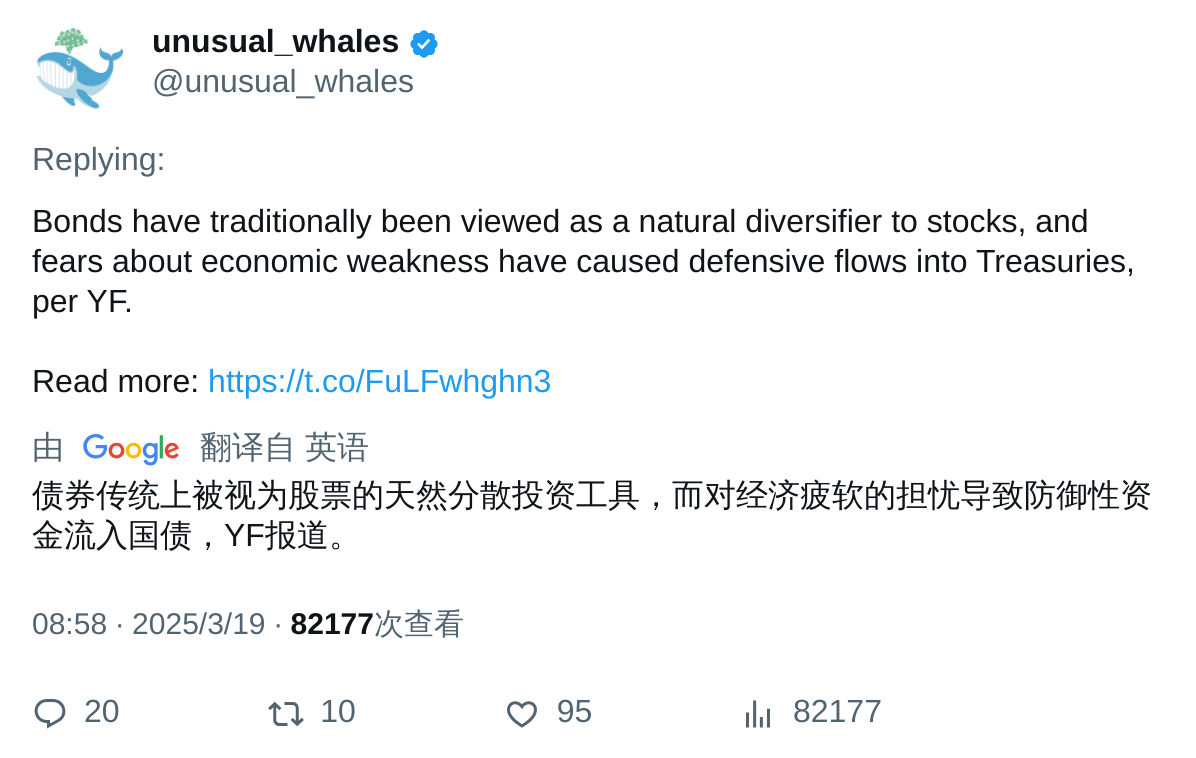 unusual_whales
@unusual_whales
Replying:
Bonds have traditionally been viewed as a natural diversifier to stocks, and
fears about economic weakness have caused defensive flows into Treasuries,
per YF.
Read more: https://t.co/FuLFwhghn3
由 Google 翻译自 英语
债券传统上被视为股票的天然分散投资工具，而对经济疲软的担忧导致防御性资
金流入国债，YF报道。
08:58 · 2025/3/19 · 82177次查看
20 10 95 82177